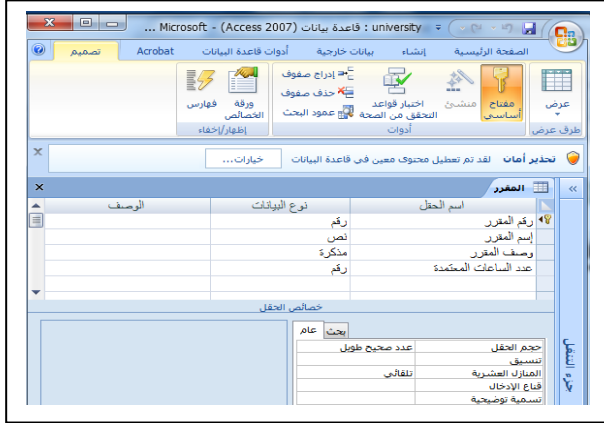 university : قاعدة بيانات (Access 2007) - Microsoft ...
الصفحة الرئيسية إنشاء بيانات خارجية أدوات قاعدة البيانات Acrobat تصميم
عرض
مفتاح أساسي
منشئ
اختبار قواعد التحقق من الصحة
إدراج صفوف
حذف صفوف
عمود البحث
ورقة الخصائص
فهارس
طرق عرض أدوات إظهار/إخفاء
تحذير أمان لقد تم تعطيل محتوى معين في قاعدة البيانات خيارات...
المقرر
اسم الحقل نوع البيانات الوصف
رقم المقرر رقم
إسم المقرر نص
وصف المقرر مذكرة
عدد الساعات المعتمدة رقم
خصائص الحقل
عام بحث
حجم الحقل عدد صحيح طويل
تنسيق
المنازل العشرية تلقائي
قناع الإدخال
تسمية توضيحية
جزء التنقل